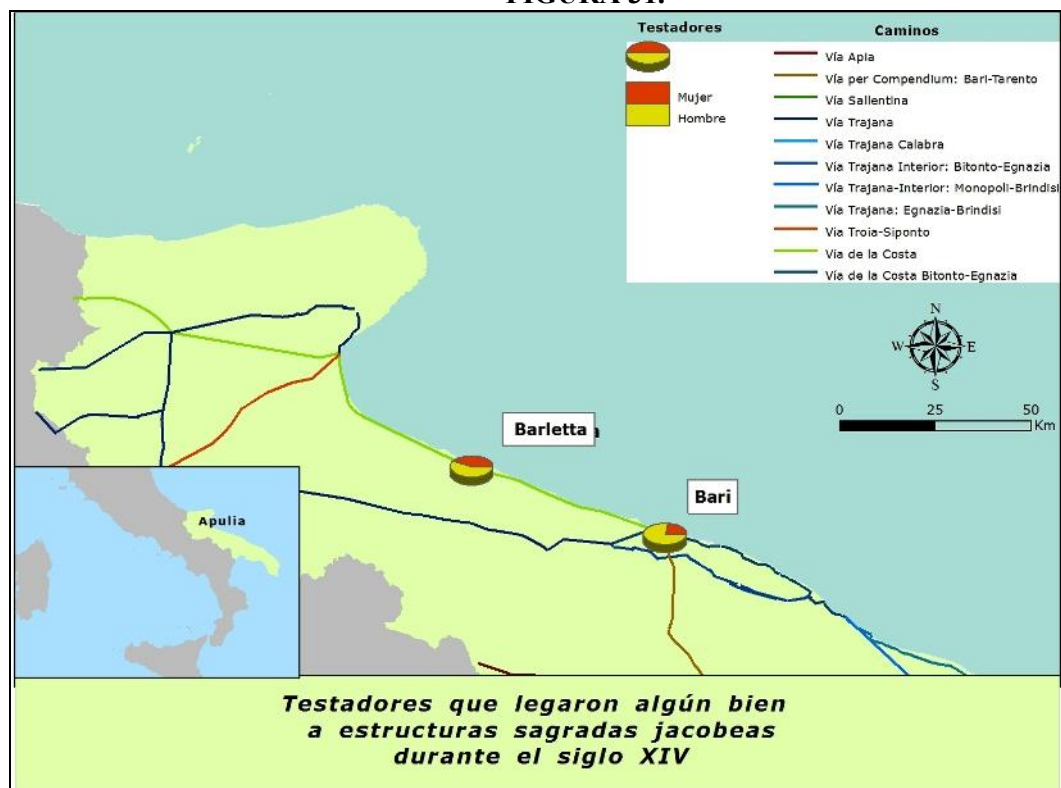 FIGURA 31.
Testadores
Mujer
Hombre
Caminos
Vía Apia
Vía per Compendium: Bari-Tarento
Vía Sallentina
Vía Trajana
Vía Trajana Calabra
Vía Trajana Interior: Bitonto-Egnazia
Vía Trajana-Interior: Monopoli-Brindisi
Vía Trajana: Egnazia-Brindisi
Via Troia-Siponto
Vía de la Costa
Vía de la Costa Bitonto-Egnazia
N
W E
S
0 25 50
Km
Barletta
Bari
Apulia
Testadores que legaron algún bien
a estructuras sagradas jacobeas
durante el siglo XIV